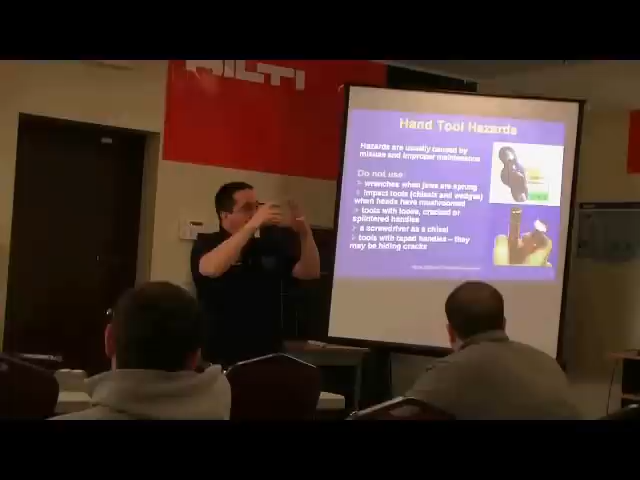 HILTI
Hand Tool Hazards
Hazards are usually caused by
misuse and improper maintenance
Do not use:
wrenches when jaws are sprung
impact tools (chisels and wedges)
when heads have mushroomed
tools with loose, cracked or
splintered handles
a screwdriver as a chisel
tools with taped handles – they
may be hiding cracks